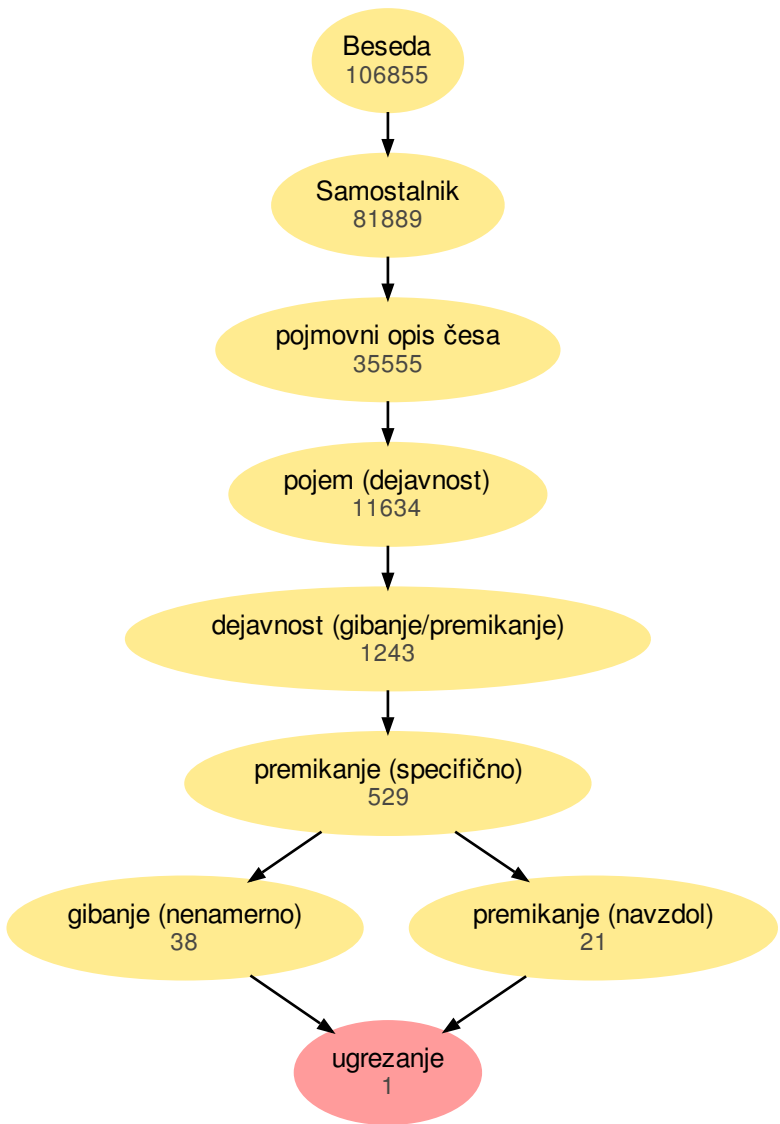 Beseda
106855
Samostalnik
81889
pojmovni opis česa
35555
pojem (dejavnost)
11634
dejavnost (gibanje/premikanje)
1243
premikanje (specifično)
529
gibanje (nenamerno)
38
premikanje (navzdol)
21
ugrezanje
1